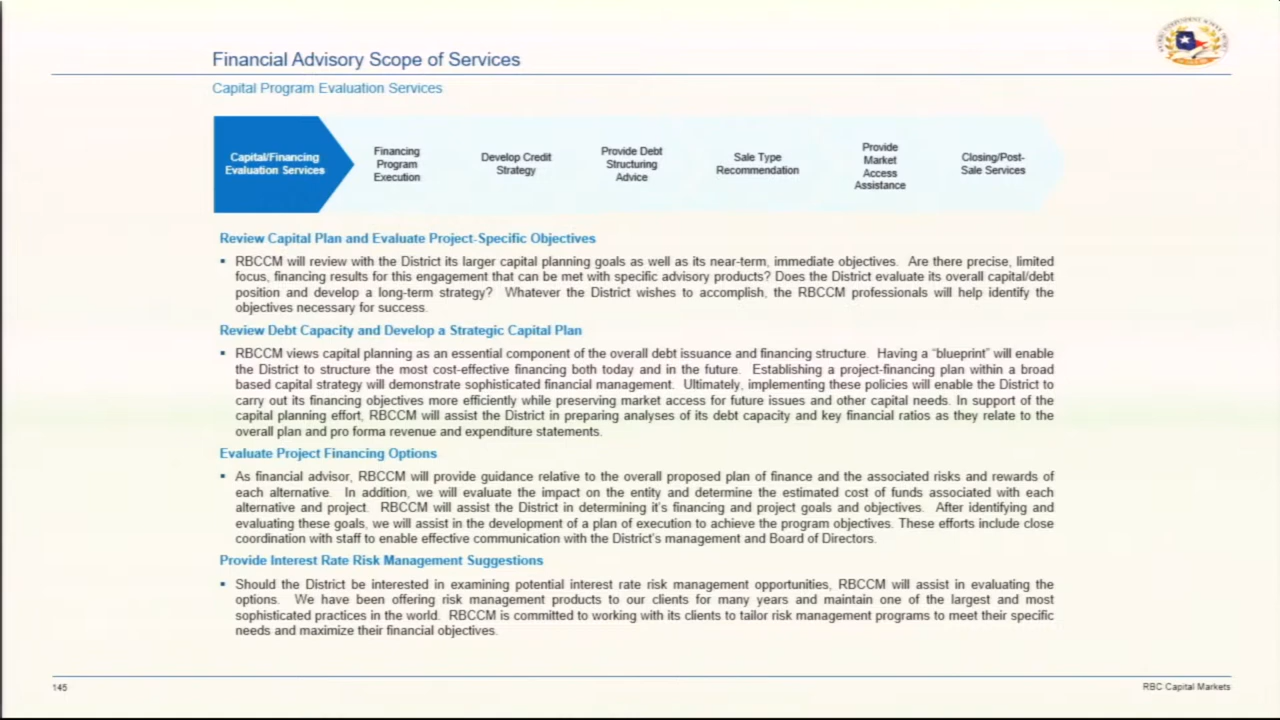 Financial Advisory Scope of Services
Capital Program Evaluation Services
Capital/Financing
Evaluation Services
Financing
Program
Execution
Develop Credit
Strategy
Provide Debt
Structuring
Advice
Sale Type
Recommendation
Provide
Market
Access
Assistance
Closing/Post-
Sale Services
Review Capital Plan and Evaluate Project-Specific Objectives
▪ RBCCM will review with the District its larger capital planning goals as well as its near-term, immediate objectives. Are there precise, limited
focus, financing results for this engagement that can be met with specific advisory products? Does the District evaluate its overall capital/debt
position and develop a long-term strategy? Whatever the District wishes to accomplish, the RBCCM professionals will help identify the
objectives necessary for success.
Review Debt Capacity and Develop a Strategic Capital Plan
▪ RBCCM views capital planning as an essential component of the overall debt issuance and financing structure. Having a “blueprint” will enable
the District to structure the most cost-effective financing both today and in the future. Establishing a project-financing plan within a broad
based capital strategy will demonstrate sophisticated financial management. Ultimately, implementing these policies will enable the District to
carry out its financing objectives more efficiently while preserving market access for future issues and other capital needs. In support of the
capital planning effort, RBCCM will assist the District in preparing analyses of its debt capacity and key financial ratios as they relate to the
overall plan and pro forma revenue and expenditure statements.
Evaluate Project Financing Options
▪ As financial advisor, RBCCM will provide guidance relative to the overall proposed plan of finance and the associated risks and rewards of
each alternative. In addition, we will evaluate the impact on the entity and determine the estimated cost of funds associated with each
alternative and project. RBCCM will assist the District in determining it's financing and project goals and objectives. After identifying and
evaluating these goals, we will assist in the development of a plan of execution to achieve the program objectives. These efforts include close
coordination with staff to enable effective communication with the District's management and Board of Directors.
Provide Interest Rate Risk Management Suggestions
▪ Should the District be interested in examining potential interest rate risk management opportunities, RBCCM will assist in evaluating the
options. We have been offering risk management products to our clients for many years and maintain one of the largest and most
sophisticated practices in the world. RBCCM is committed to working with its clients to tailor risk management programs to meet their specific
needs and maximize their financial objectives.
145
RBC Capital Markets